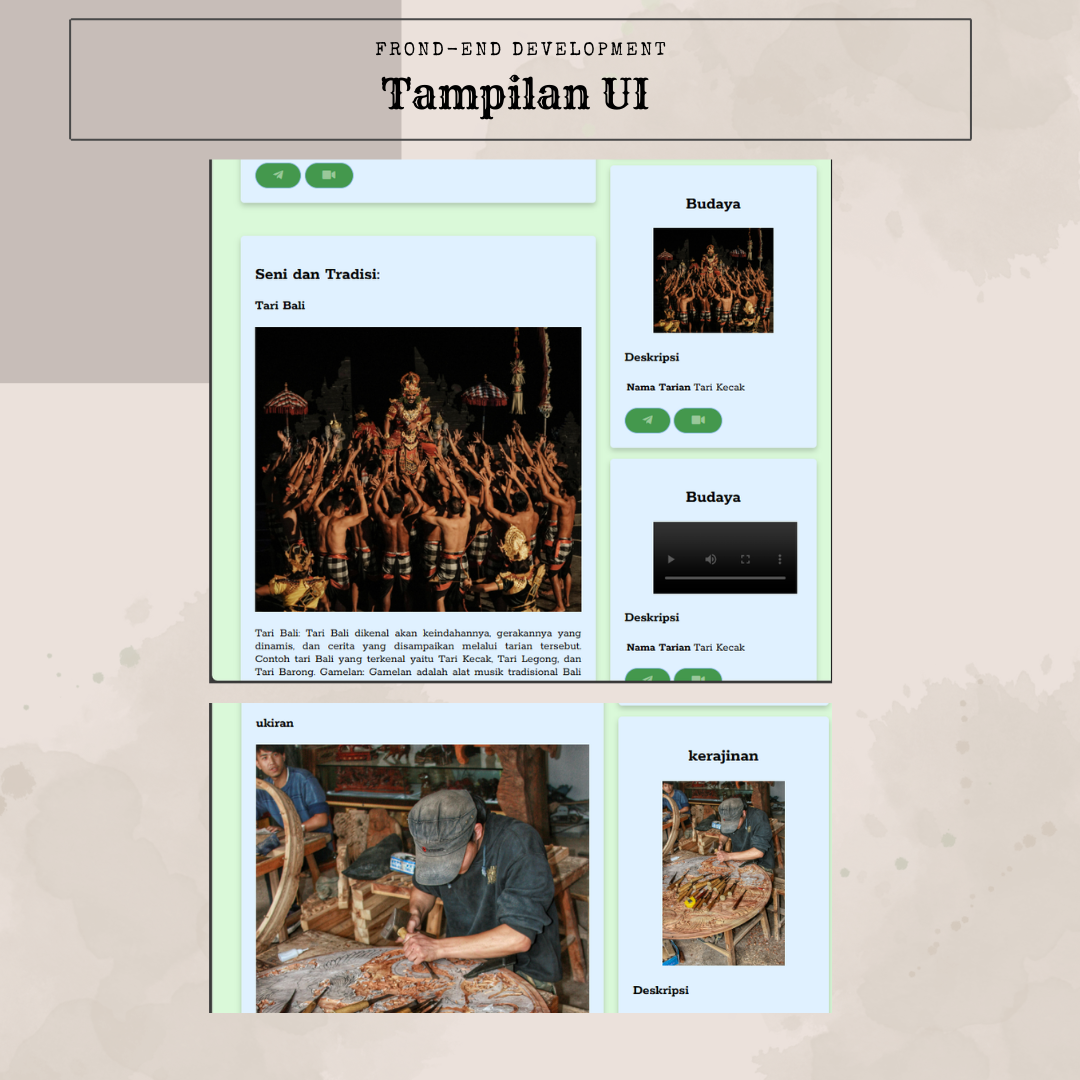 FROND-END DEVELOPMENT
Tampilan UI
Seni dan Tradisi:
Tari Bali
Tari Bali: Tari Bali dikenal akan keindahannya, gerakannya yang
dinamis, dan cerita yang disampaikan melalui tarian tersebut.
Contoh tari Bali yang terkenal yaitu Tari Kecak, Tari Legong, dan
Tari Barong. Gamelan: Gamelan adalah alat musik tradisional Bali
Budaya
Deskripsi
Nama Tarian Tari Kecak
Budaya
Deskripsi
Nama Tarian Tari Kecak
ukiran
kerajinan
Deskripsi